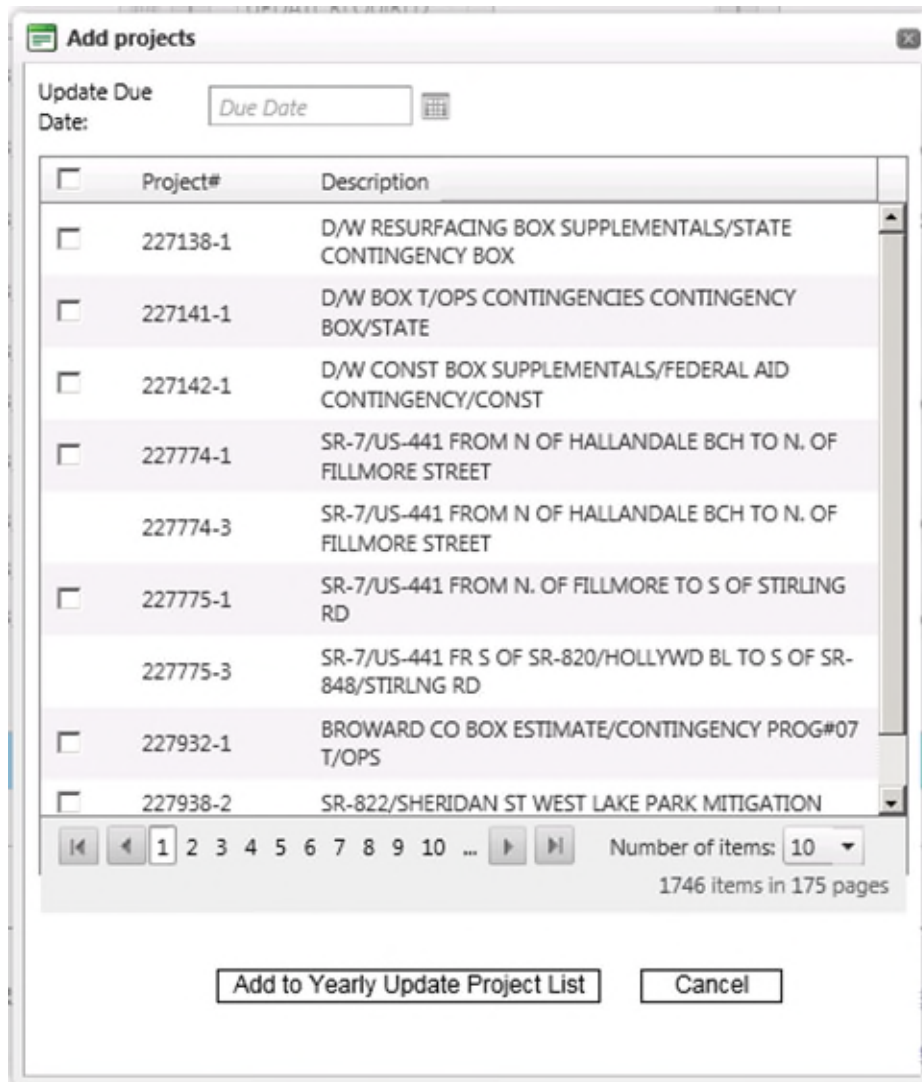 Add projects
Update Due
Date:
Due Date
Project# Description
227138-1 D/W RESURFACING BOX SUPPLEMENTALS/STATE
CONTINGENCY BOX
227141-1 D/W BOX T/OPS CONTINGENCIES CONTINGENCY
BOX/STATE
227142-1 D/W CONST BOX SUPPLEMENTALS/FEDERAL AID
CONTINGENCY/CONST
227774-1 SR-7/US-441 FROM N OF HALLANDALE BCH TO N. OF
FILLMORE STREET
227774-3 SR-7/US-441 FROM N OF HALLANDALE BCH TO N. OF
FILLMORE STREET
227775-1 SR-7/US-441 FROM N. OF FILLMORE TO S OF STIRLING
RD
227775-3 SR-7/US-441 FR S OF SR-820/HOLLYWD BL TO S OF SR-
848/STIRLNG RD
227932-1 BROWARD CO BOX ESTIMATE/CONTINGENCY PROG#07
T/OPS
227938-2 SR-822/SHERIDAN ST WEST LAKE PARK MITIGATION
1 2 3 4 5 6 7 8 9 10 ... Number of items: 10
1746 items in 175 pages
Add to Yearly Update Project List Cancel